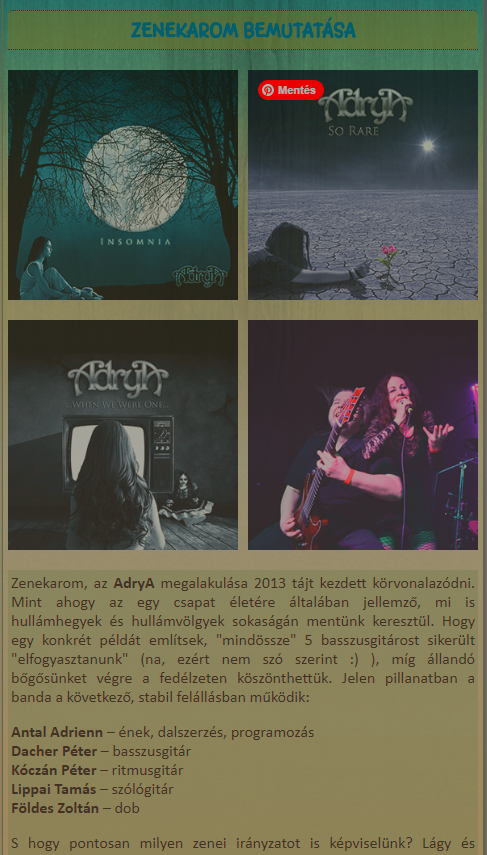 ZENEKAROM BEMUTATÁSA
INSOMNIA
AdryA
Mentés
AdryA
SO RARE
AdryA
...WHEN WE WERE ONE...
Zenekarom, az AdryA megalakulása 2013 tájt kezdett körvonalazódni.
Mint ahogy az egy csapat életére általában jellemző, mi is
hullámhegyek és hullámvölgyek sokaságán mentünk keresztül. Hogy
egy konkrét példát említsek, "mindössze" 5 basszusgitárost sikerült
"elfogyasztanunk" (na, ezért nem szó szerint :) ), míg állandó
bőgősünket végre a fedélzeten köszönthettük. Jelen pillanatban a
banda a következő, stabil felállásban működik:
Antal Adrienn – ének, dalszerzés, programozás
Dacher Péter – basszusgitár
Kóczán Péter – ritmusgitár
Lippai Tamás – szólógitár
Földes Zoltán – dob
S hogy pontosan milyen zenei irányzatot is képviselünk? Lágy és